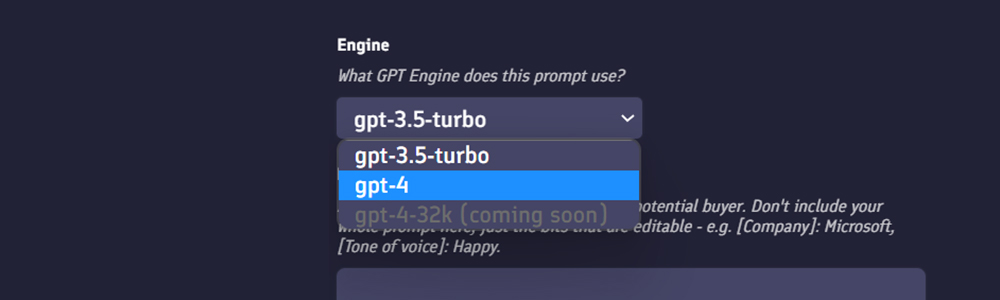 Engine
What GPT Engine does this prompt use?
gpt-3.5-turbo
gpt-3.5-turbo
gpt-4
gpt-4-32k (coming soon)
potential buyer. Don't include your
whole prompt here, just the bits that are editable - e.g. [Company]: Microsoft,
[Tone of voice]: Happy.